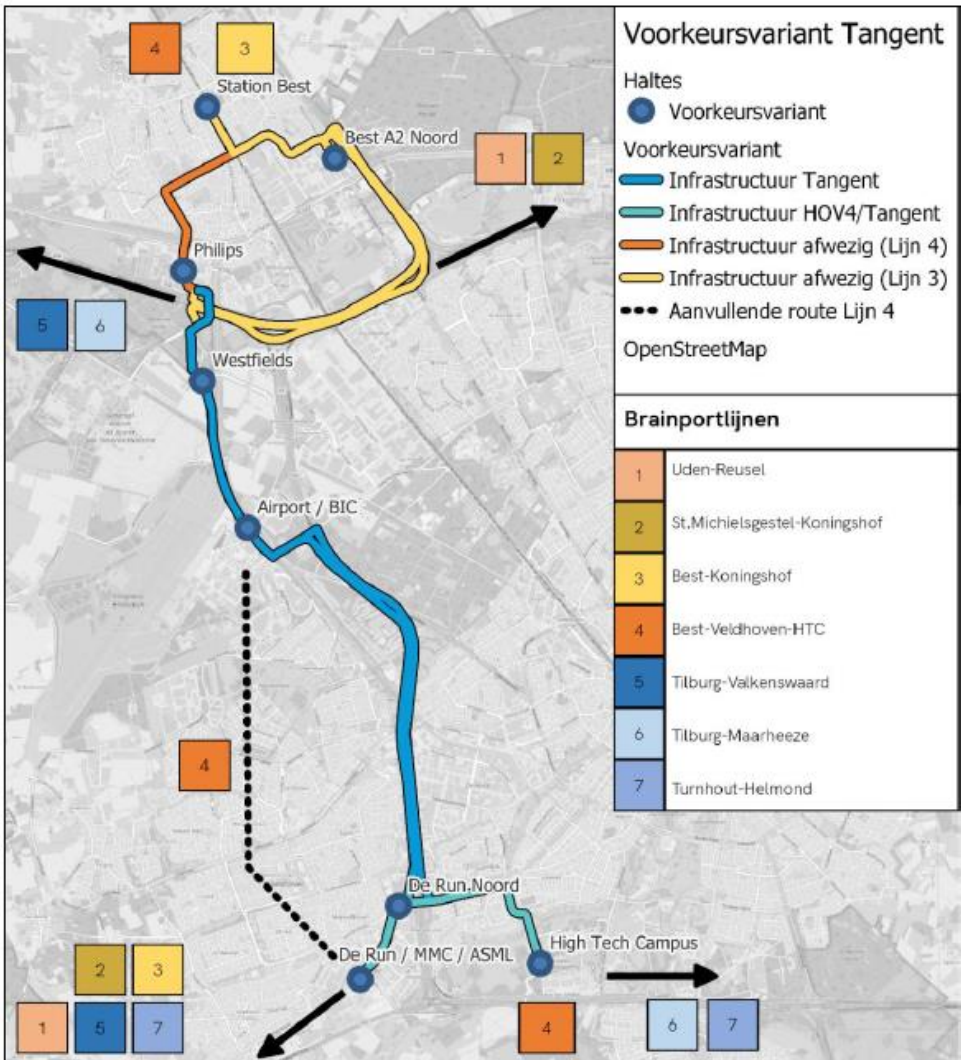 Voorkeursvariant Tangent
Haltes
Voorkeursvariant
Voorkeursvariant
Infrastructuur Tangent
Infrastructuur HOV4/Tangent
Infrastructuur afwezig (Lijn 4)
Infrastructuur afwezig (Lijn 3)
Aanvullende route Lijn 4
OpenStreetMap
Brainportlijnen
1 Uden-Reusel
2 St.Michielsgestel-Koningshof
3 Best-Koningshof
4 Best-Veldhoven-HTC
5 Tilburg-Valkenswaard
6 Tilburg-Maarheeze
7 Turnhout-Helmond
4 3
Station Best
Best A2 Noord
1 2
Philips
5 6
Westfields
Airport / BIC
4
De Run Noord
De Run / MMC / ASML
High Tech Campus
2 3
1 5 7
4
6 7